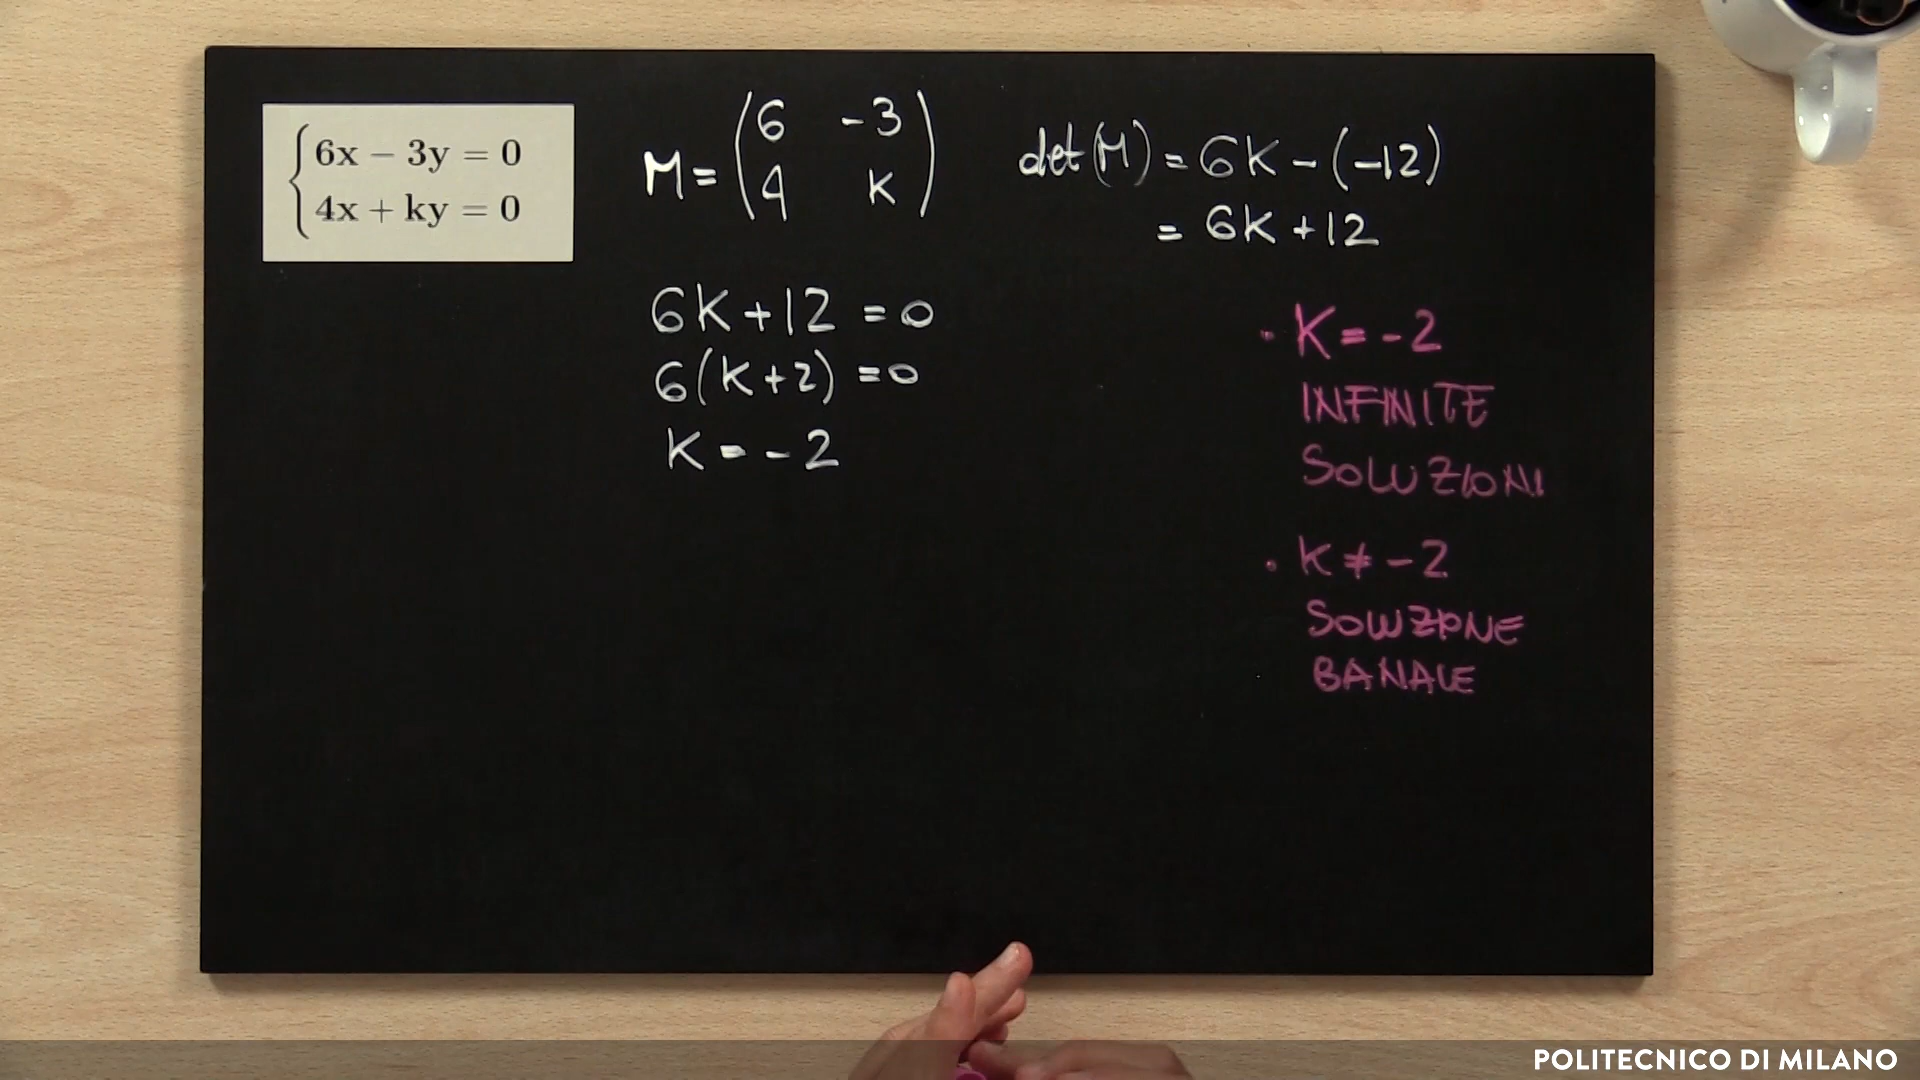 6x − 3y = 0
4x + ky = 0
M = (6 -3
4 K)
det(M) = 6K - (-12)
= 6K + 12
6K + 12 = 0
6(K+2) = 0
K = -2
· K = -2
INFINITE
SOLUZIONI
· K ≠ -2
SOLUZIONE
BANALE
POLITECNICO DI MILANO